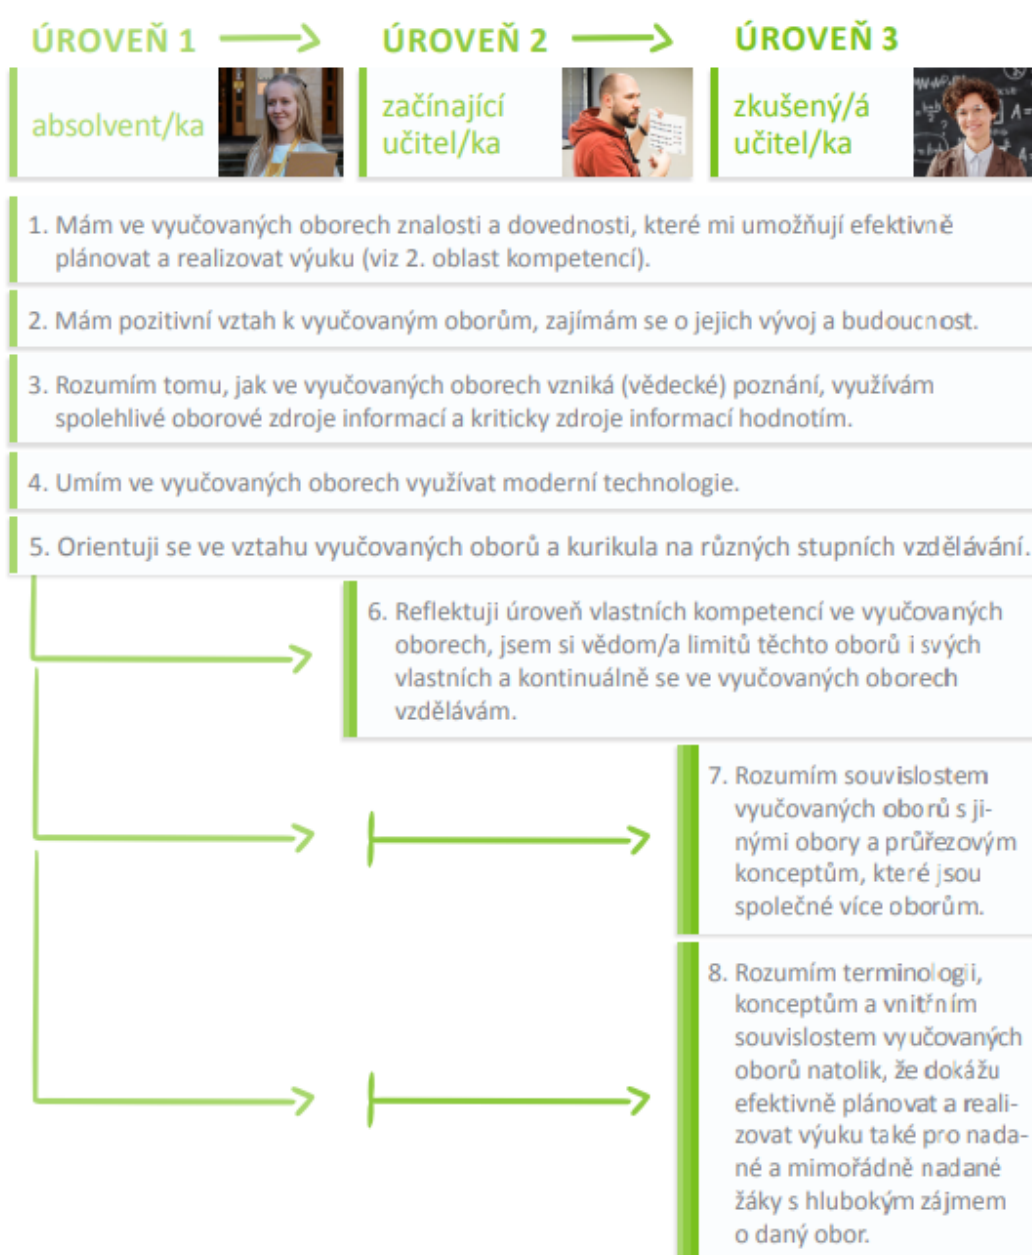 ÚROVEŇ 1
ÚROVEŇ 2
ÚROVEŇ 3
absolvent/ka
začínající
učitel/ka
zkušený/á
učitel/ka
1. Mám ve vyučovaných oborech znalosti a dovednosti, které mi umožňují efektivně
plánovat a realizovat výuku (viz 2. oblast kompetencí).
2. Mám pozitivní vztah k vyučovaným oborům, zajímám se o jejich vývoj a budoucnost.
3. Rozumím tomu, jak ve vyučovaných oborech vzniká (vědecké) poznání, využívám
spolehlivé oborové zdroje informací a kriticky zdroje informací hodnotím.
4. Umím ve vyučovaných oborech využívat moderní technologie.
5. Orientuji se ve vztahu vyučovaných oborů a kurikula na různých stupních vzdělávání.
6. Reflektuji úroveň vlastních kompetencí ve vyučovaných
oborech, jsem si vědom/a limitů těchto oborů i svých
vlastních a kontinuálně se ve vyučovaných oborech
vzdělávám.
7. Rozumím souvislostem
vyučovaných oborů s ji-
nými obory a průřezovým
konceptům, které jsou
společné více oborům.
8. Rozumím terminologii,
konceptům a vnitřním
souvislostem vyučovaných
oborů natolik, že dokážu
efektivně plánovat a reali-
zovat výuku také pro nada-
né a mimořádně nadané
žáky s hlubokým zájmem
o daný obor.